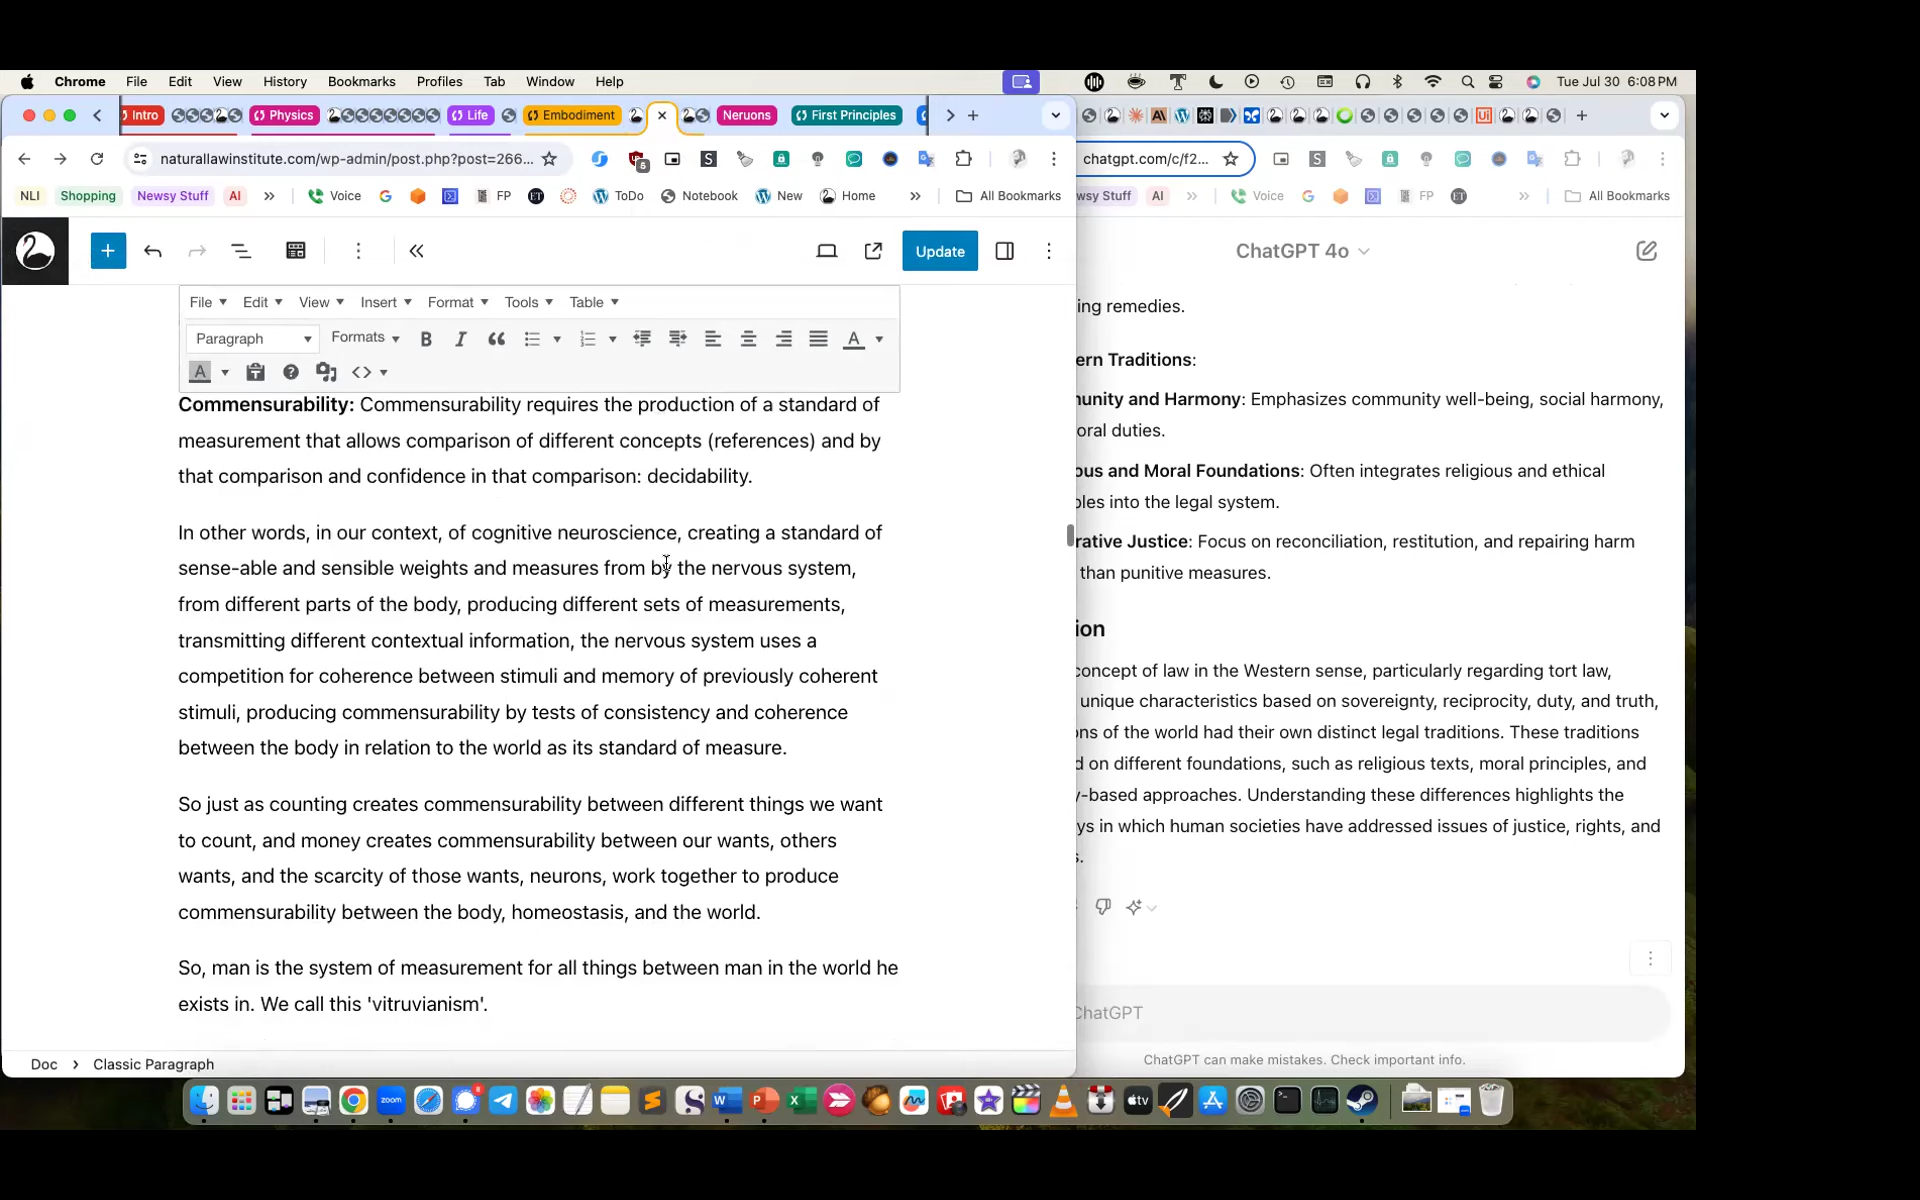 Chrome File Edit View History Bookmarks Profiles Tab Window Help Tue Jul 30 6:08 PM
Intro Physics Life Embodiment Neruons First Principles
naturallawinstitute.com/wp-admin/post.php?post=266...
NLI Shopping Newsy Stuff AI Voice FP ToDo Notebook New Home All Bookmarks
Update
File Edit View Insert Format Tools Table
Paragraph Formats
Commensurability: Commensurability requires the production of a standard of
measurement that allows comparison of different concepts (references) and by
that comparison and confidence in that comparison: decidability.
In other words, in our context, of cognitive neuroscience, creating a standard of
sense-able and sensible weights and measures from by the nervous system,
from different parts of the body, producing different sets of measurements,
transmitting different contextual information, the nervous system uses a
competition for coherence between stimuli and memory of previously coherent
stimuli, producing commensurability by tests of consistency and coherence
between the body in relation to the world as its standard of measure.
So just as counting creates commensurability between different things we want
to count, and money creates commensurability between our wants, others
wants, and the scarcity of those wants, neurons, work together to produce
commensurability between the body, homeostasis, and the world.
So, man is the system of measurement for all things between man in the world he
exists in. We call this 'vitruvianism'.
Doc > Classic Paragraph
chatgpt.com/c/f2...
wsy Stuff AI Voice FP All Bookmarks
ChatGPT 4o
ing remedies.
ern Traditions:
unity and Harmony: Emphasizes community well-being, social harmony,
oral duties.
ous and Moral Foundations: Often integrates religious and ethical
ples into the legal system.
rative Justice: Focus on reconciliation, restitution, and repairing harm
than punitive measures.
ion
concept of law in the Western sense, particularly regarding tort law,
unique characteristics based on sovereignty, reciprocity, duty, and truth,
ns of the world had their own distinct legal traditions. These traditions
d on different foundations, such as religious texts, moral principles, and
y-based approaches. Understanding these differences highlights the
ys in which human societies have addressed issues of justice, rights, and
s.
ChatGPT
ChatGPT can make mistakes. Check important info.
zoom
tv